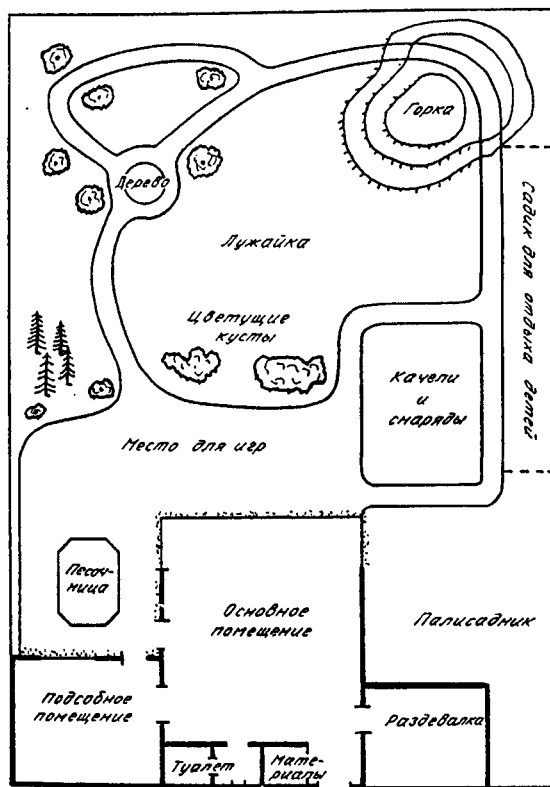 Горка
Дерево
Садик для отдыха детей
Лужайка
Цветущие
кусты
Качели
и
снаряды
Место для игр
Песоч-
ница
Основное
помещение
Палисадник
Подсобное
помещение
Раздевалка
Туалет
Мате-
риалы